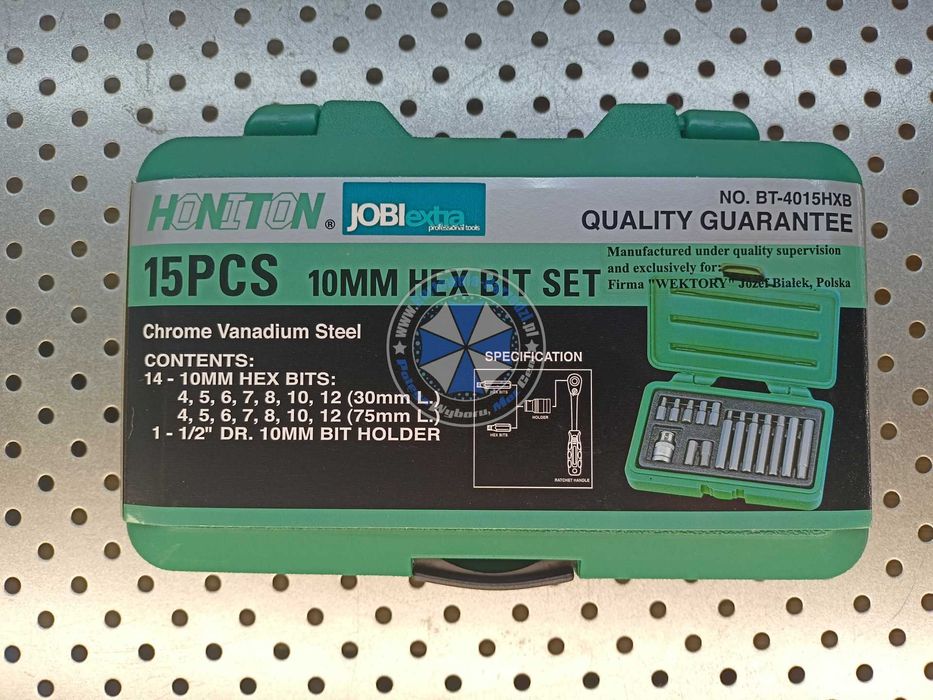 HONITON ®
JOBIextra
professional tools
NO. BT-4015HXB
QUALITY GUARANTEE
15PCS 10MM HEX BIT SET
Manufactured under quality supervision
and exclusively for:
Firma "WEKTORY" Józef Białek, Polska
Chrome Vanadium Steel
CONTENTS:
14 - 10MM HEX BITS:
4, 5, 6, 7, 8, 10, 12 (30mm L.)
4, 5, 6, 7, 8, 10, 12 (75mm L.)
1 - 1/2" DR. 10MM BIT HOLDER
SPECIFICATION
HEX BITS
HOLDER
HEX BITS
RATCHET HANDLE